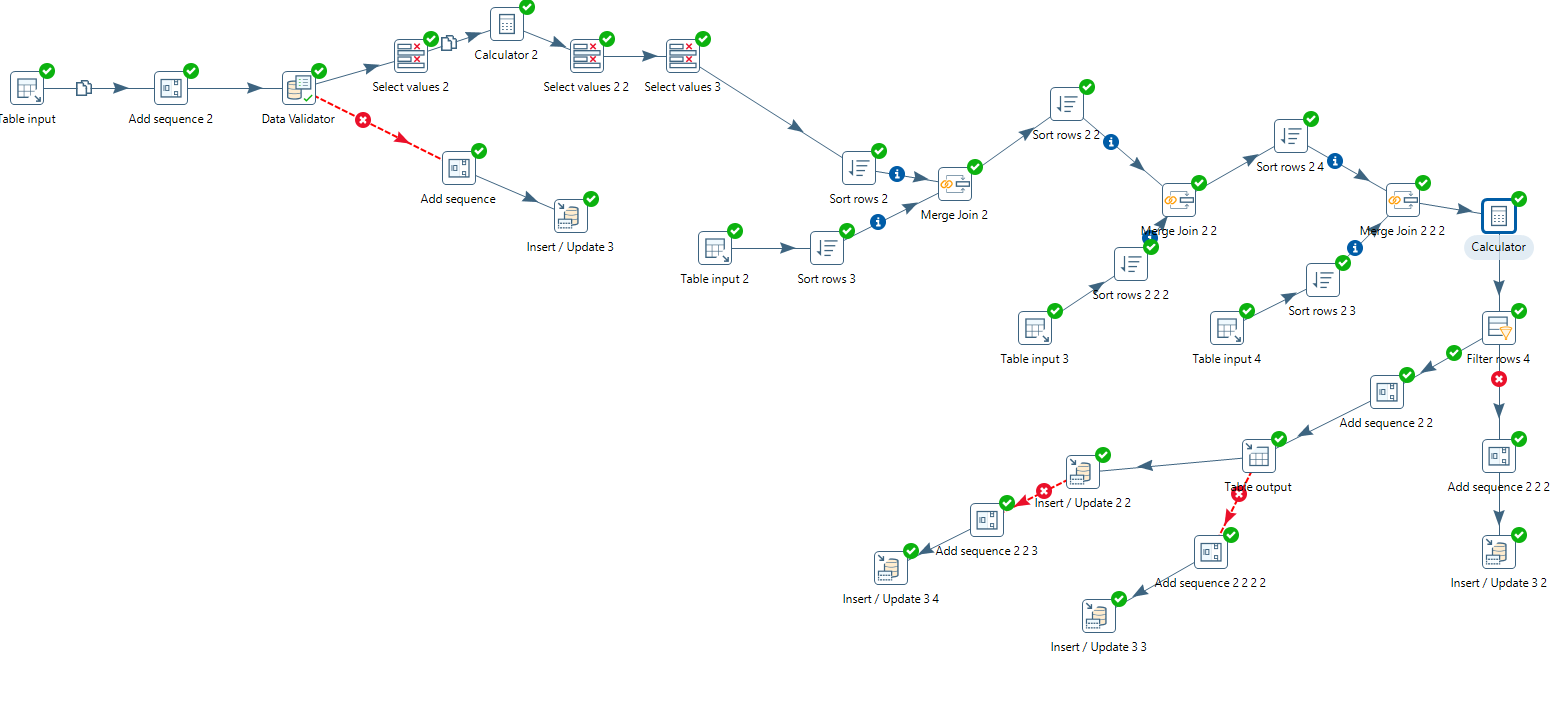 Table input
Add sequence 2
Data Validator
Select values 2
Calculator 2
Select values 2 2
Select values 3
Add sequence
Insert / Update 3
Table input 2
Sort rows 3
Sort rows 2
Merge Join 2
Sort rows 2 2
Table input 3
Sort rows 2 2 2
Merge Join 2 2
Sort rows 2 4
Table input 4
Sort rows 2 3
Merge Join 2 2 2
Calculator
Filter rows 4
Add sequence 2 2
Table output
Insert / Update 2 2
Add sequence 2 2 3
Insert / Update 3 4
Add sequence 2 2 2 2
Insert / Update 3 3
Add sequence 2 2 2
Insert / Update 3 2